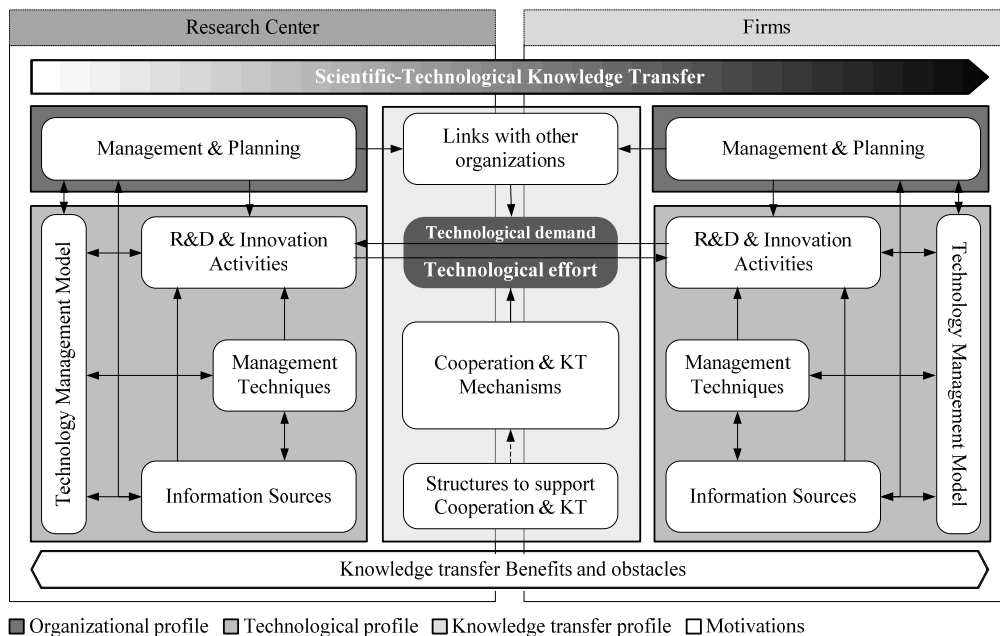 Research Center
Firms
Scientific-Technological Knowledge Transfer
Management & Planning
Links with other
organizations
Management & Planning
Technology Management Model
R&D & Innovation
Activities
Technological demand
Technological effort
R&D & Innovation
Activities
Technology Management Model
Management
Techniques
Cooperation & KT
Mechanisms
Management
Techniques
Information Sources
Structures to support
Cooperation & KT
Information Sources
Knowledge transfer Benefits and obstacles
Organizational profile
Technological profile
Knowledge transfer profile
Motivations